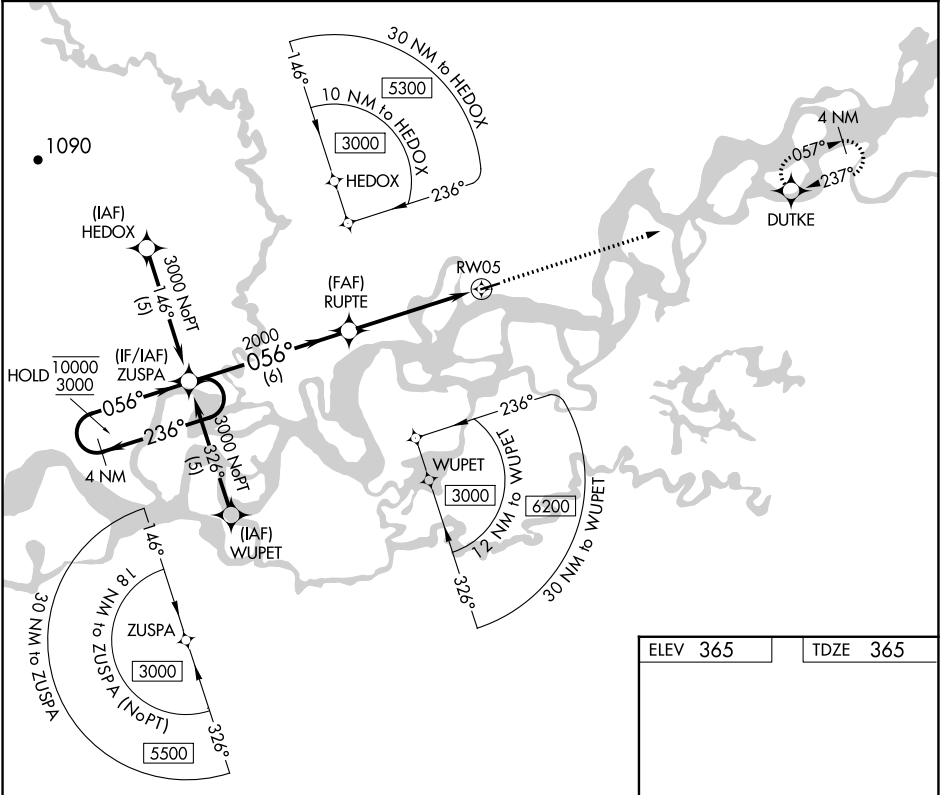 30 NM to HEDOX
146°
5300
10 NM to HEDOX
3000
HEDOX
236°
1090
4 NM
057°
237°
DUTKE
(IAF)
HEDOX
3000 NoPT
146°
(5)
RW05
(FAF)
RUPTE
2000
056°
(6)
(IF/IAF)
ZUSPA
HOLD
10000
3000
056°
236°
4 NM
3000 NoPT
326°
(5)
(IAF)
WUPET
236°
WUPET
3000
12 NM to WUPET
6200
30 NM to WUPET
326°
146°
18 NM to ZUSPA (NoPT)
30 NM to ZUSPA
ZUSPA
3000
326°
5500
ELEV 365
TDZE 365